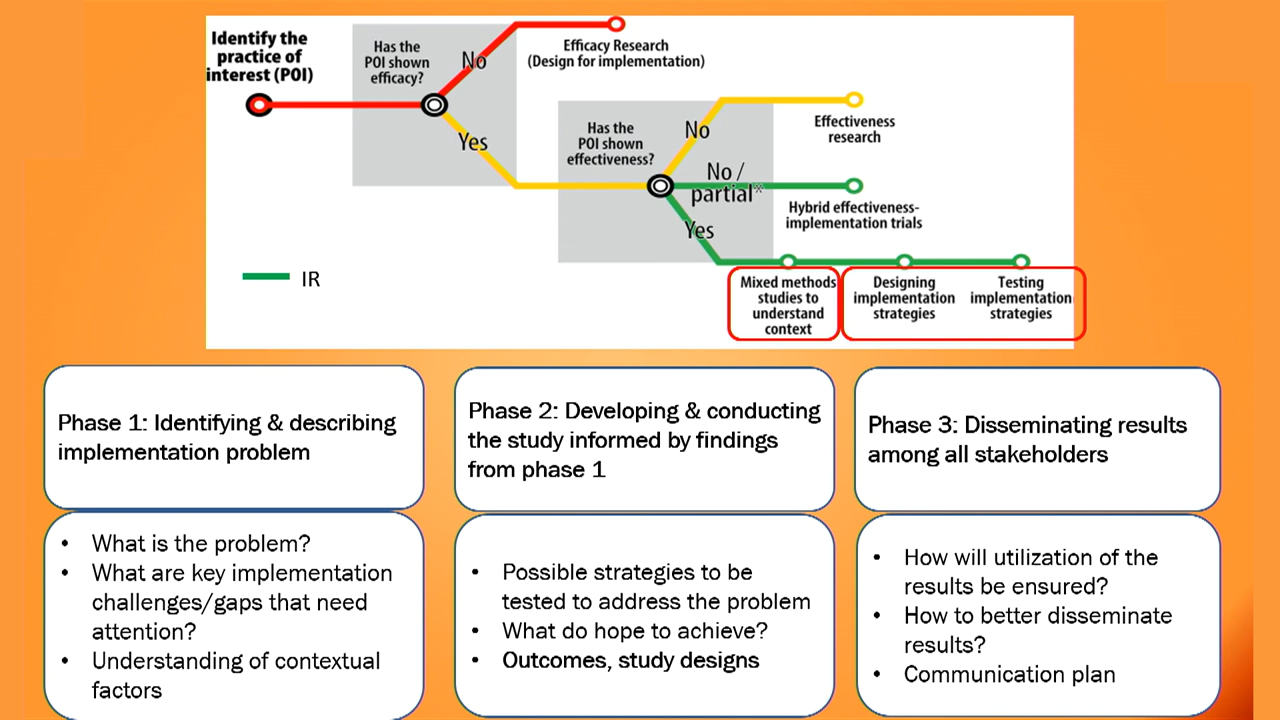 Identify the
practice of
interest (POI)
Has the
POI shown
efficacy?
No
Yes
Efficacy Research
(Design for implementation)
Has the
POI shown
effectiveness?
No
No /
partial※
Yes
Effectiveness
research
Hybrid effectiveness-
implementation trials
IR
Mixed methods
studies to
understand
context
Designing
implementation
strategies
Testing
implementation
strategies
Phase 1: Identifying & describing
implementation problem
• What is the problem?
• What are key implementation
challenges/gaps that need
attention?
• Understanding of contextual
factors
Phase 2: Developing & conducting
the study informed by findings
from phase 1
• Possible strategies to be
tested to address the problem
• What do hope to achieve?
• Outcomes, study designs
Phase 3: Disseminating results
among all stakeholders
• How will utilization of the
results be ensured?
• How to better disseminate
results?
• Communication plan